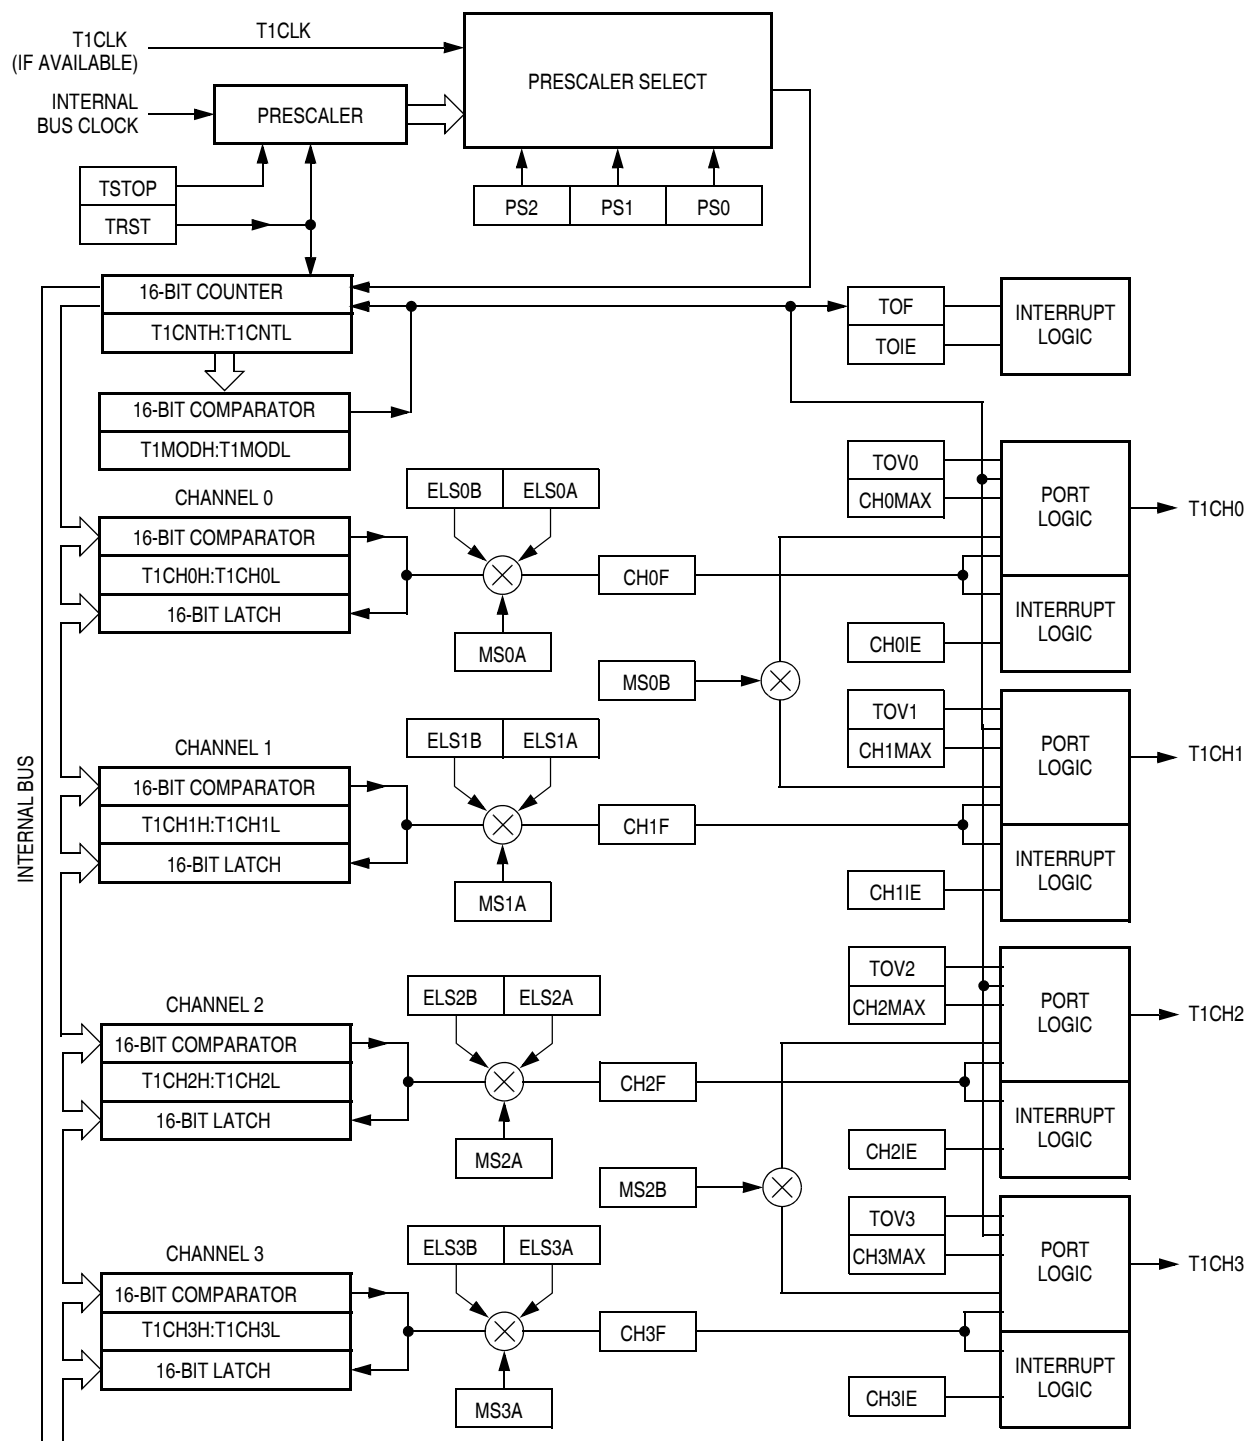 T1CLK
(IF AVAILABLE)
T1CLK
PRESCALER SELECT
INTERNAL
BUS CLOCK
PRESCALER
TSTOP
TRST
PS2
PS1
PS0
16-BIT COUNTER
T1CNTH:T1CNTL
TOF
TOIE
INTERRUPT
LOGIC
16-BIT COMPARATOR
T1MODH:T1MODL
CHANNEL 0
16-BIT COMPARATOR
T1CH0H:T1CH0L
16-BIT LATCH
ELS0B
ELS0A
MS0A
CH0F
TOV0
CH0MAX
PORT
LOGIC
T1CH0
INTERRUPT
LOGIC
CH0IE
MS0B
INTERNAL BUS
CHANNEL 1
16-BIT COMPARATOR
T1CH1H:T1CH1L
16-BIT LATCH
ELS1B
ELS1A
MS1A
CH1F
TOV1
CH1MAX
PORT
LOGIC
T1CH1
INTERRUPT
LOGIC
CH1IE
CHANNEL 2
16-BIT COMPARATOR
T1CH2H:T1CH2L
16-BIT LATCH
ELS2B
ELS2A
MS2A
CH2F
TOV2
CH2MAX
PORT
LOGIC
T1CH2
INTERRUPT
LOGIC
CH2IE
MS2B
CHANNEL 3
16-BIT COMPARATOR
T1CH3H:T1CH3L
16-BIT LATCH
ELS3B
ELS3A
MS3A
CH3F
TOV3
CH3MAX
PORT
LOGIC
T1CH3
INTERRUPT
LOGIC
CH3IE